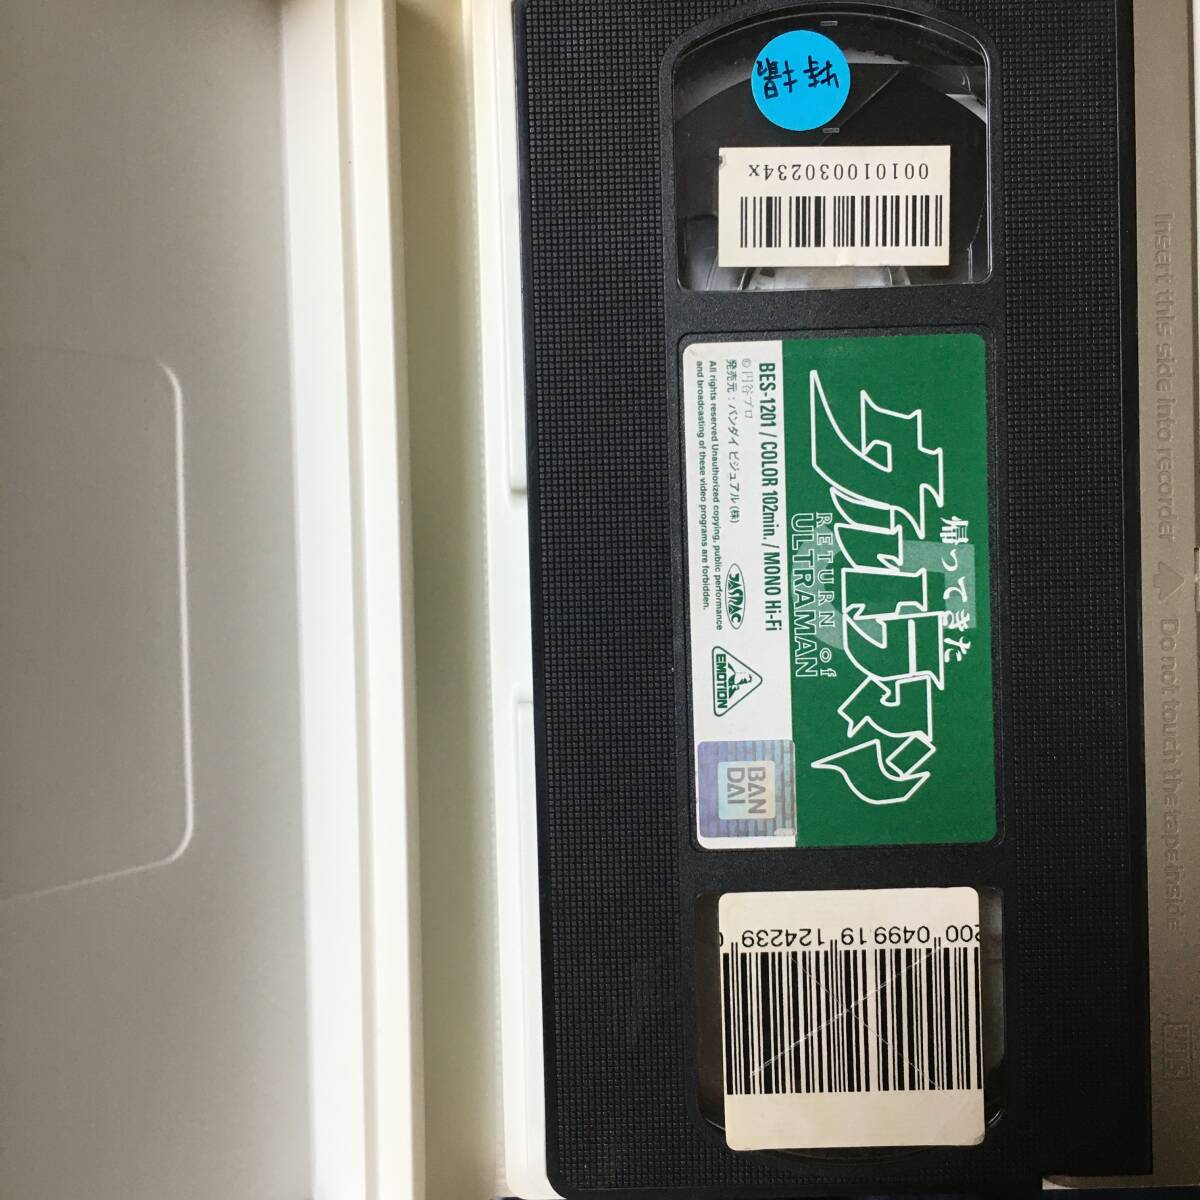 特撮
001010030234x
帰ってきた
ウルトラマン
RETURN of
ULTRAMAN
BES-1201 / COLOR 102min. / MONO Hi-Fi
©円谷プロ
発売元：バンダイ ビジュアル(株)
All rights reserved Unauthorized copying, public performance
and broadcasting of these video programs are forbidden.
JASRAC
EMOTION
BAN
DAI
200 049919 124239
Insert this side into recorder △ Do not touch the tape inside
VHS